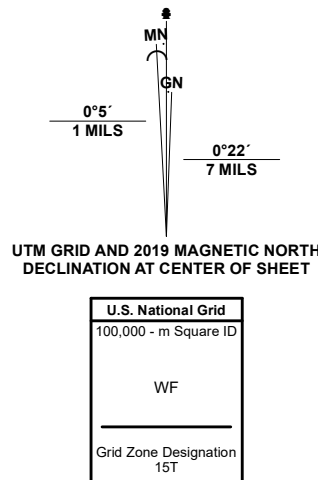 MN
GN
0°5´
1 MILS
0°22´
7 MILS
UTM GRID AND 2019 MAGNETIC NORTH
DECLINATION AT CENTER OF SHEET
U.S. National Grid
100,000 - m Square ID
WF
Grid Zone Designation
15T